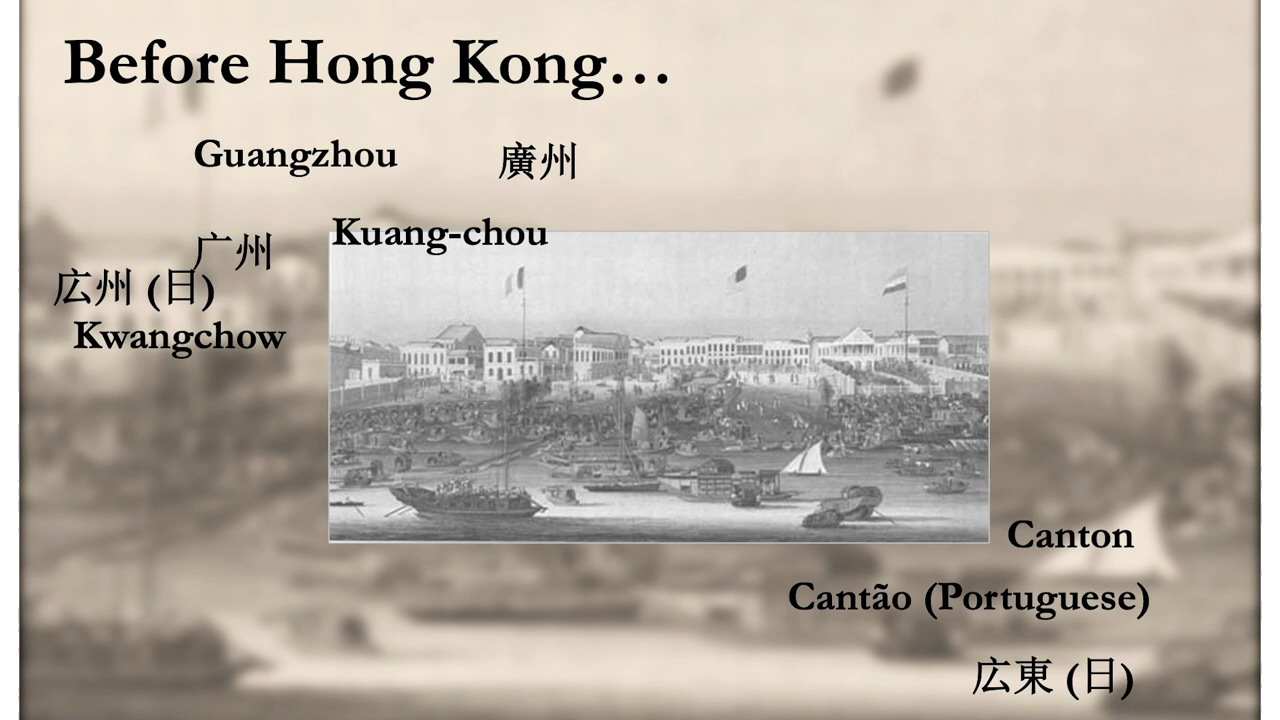 Before Hong Kong…
Guangzhou
廣州
Kuang-chou
广州
広州 (日)
Kwangchow
Canton
Cantão (Portuguese)
広東 (日)